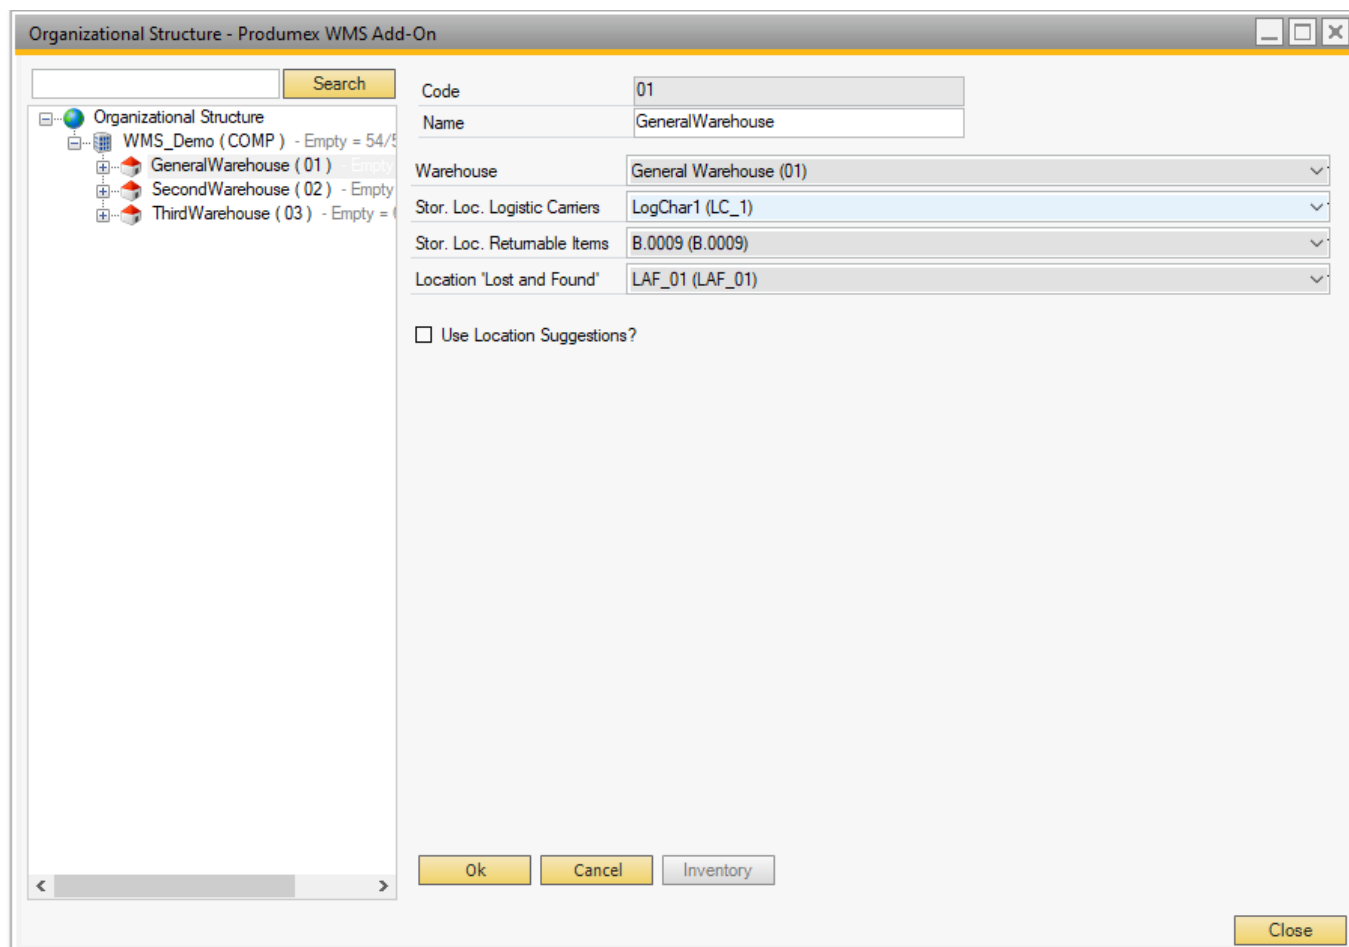 Organizational Structure - Produmex WMS Add-On
Search
Organizational Structure
WMS_Demo ( COMP ) - Empty = 54/
GeneralWarehouse ( 01 ) - Empty
SecondWarehouse ( 02 ) - Empty
ThirdWarehouse ( 03 ) - Empty =
Code 01
Name GeneralWarehouse
Warehouse General Warehouse (01)
Stor. Loc. Logistic Carriers LogChar1 (LC_1)
Stor. Loc. Returnable Items B.0009 (B.0009)
Location 'Lost and Found' LAF_01 (LAF_01)
Use Location Suggestions?
Ok Cancel Inventory
Close